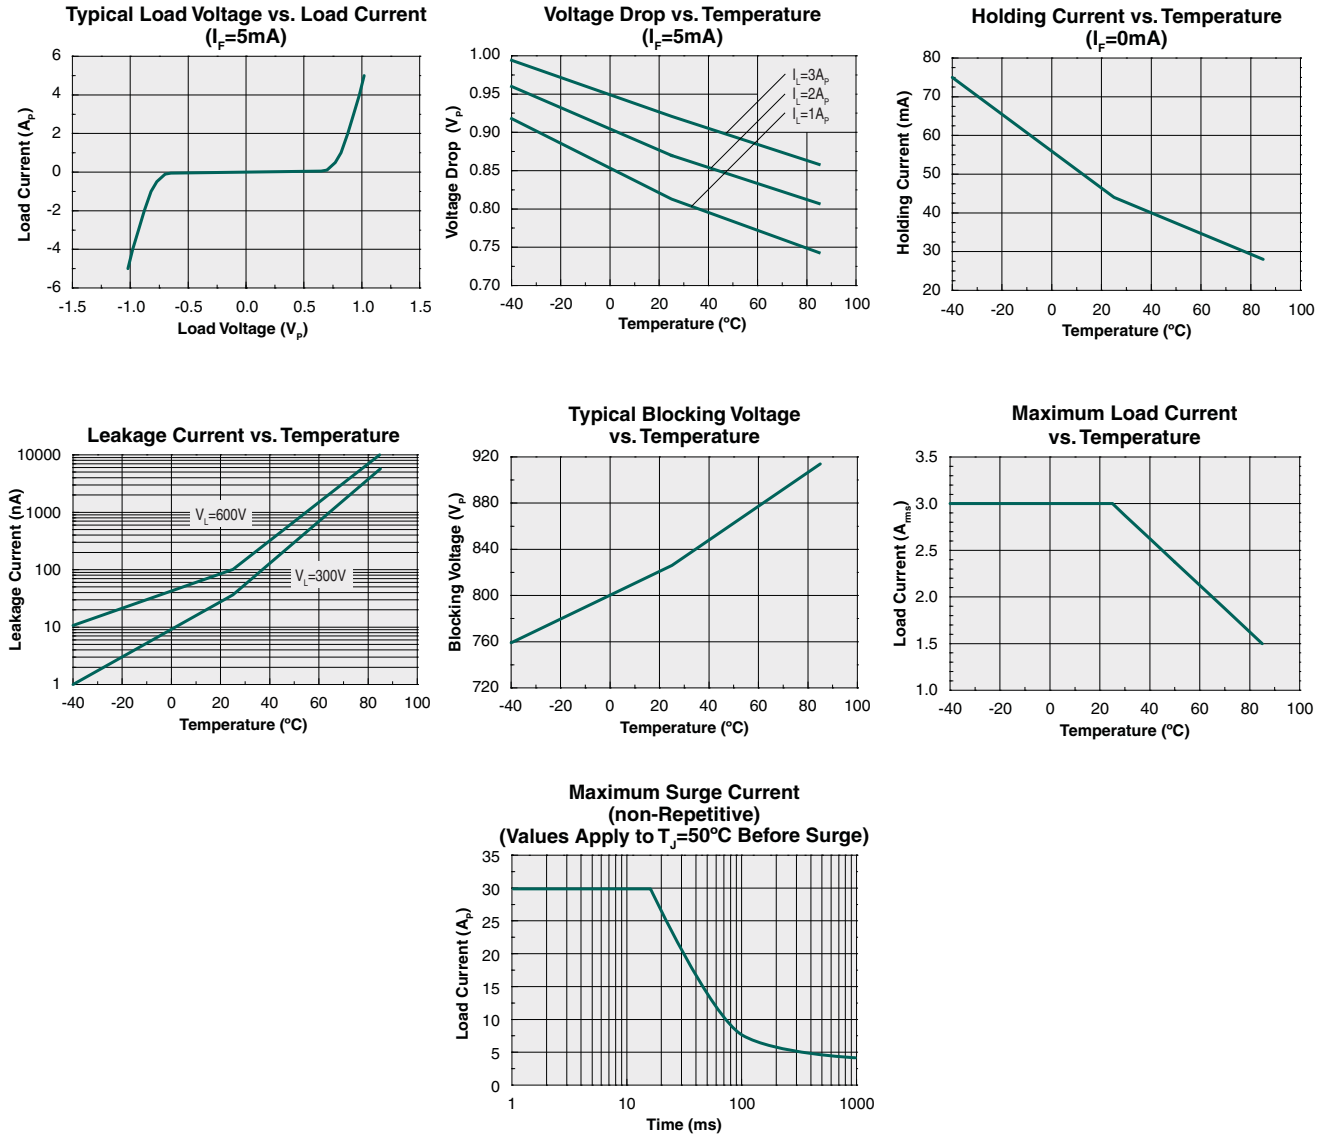 Typical Load Voltage vs. Load Current
(IF=5mA)
Load Current (AP)
6
4
2
0
-2
-4
-6
-1.5 -1.0 -0.5 0.0 0.5 1.0 1.5
Load Voltage (VP)
Voltage Drop vs. Temperature
(IF=5mA)
Voltage Drop (VP)
1.00
0.95
0.90
0.85
0.80
0.75
0.70
IL=3AP
IL=2AP
IL=1AP
-40 -20 0 20 40 60 80 100
Temperature (ºC)
Holding Current vs. Temperature
(IF=0mA)
Holding Current (mA)
80
70
60
50
40
30
20
-40 -20 0 20 40 60 80 100
Temperature (ºC)
Leakage Current vs. Temperature
Leakage Current (nA)
10000
1000
100
10
1
VL=600V
VL=300V
-40 -20 0 20 40 60 80 100
Temperature (ºC)
Typical Blocking Voltage
vs. Temperature
Blocking Voltage (VP)
920
880
840
800
760
720
-40 -20 0 20 40 60 80 100
Temperature (ºC)
Maximum Load Current
vs. Temperature
Load Current (Arms)
3.5
3.0
2.5
2.0
1.5
1.0
-40 -20 0 20 40 60 80 100
Temperature (ºC)
Maximum Surge Current
(non-Repetitive)
(Values Apply to TJ=50ºC Before Surge)
Load Current (AP)
35
30
25
20
15
10
5
0
1 10 100 1000
Time (ms)